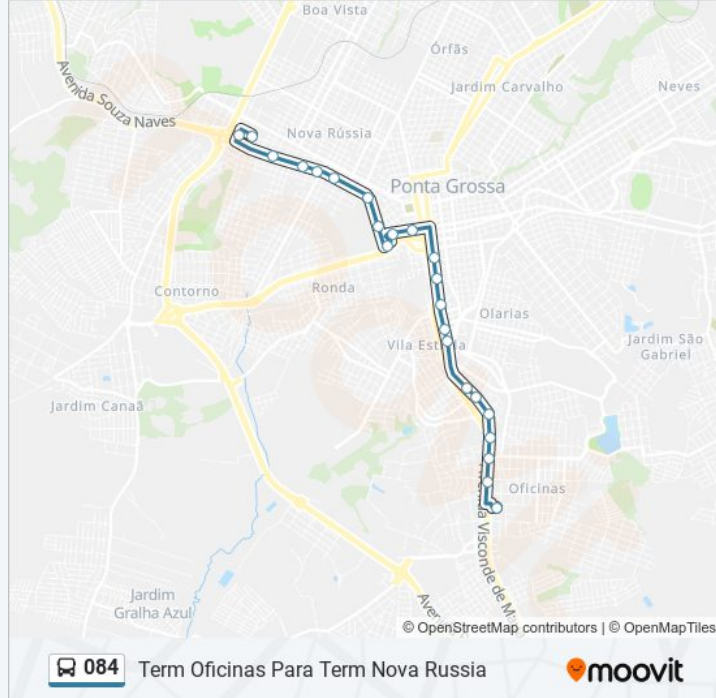 Boa Vista
Órfãs
Jardim Carvalho
Neves
Avenida Souza Naves
Nova Rússia
Ponta Grossa
Contorno
Ronda
Olarias
Vila Estrela
Jardim São
Gabriel
Jardim Canaã
Oficinas
Visconde de
Jardim
Gralha Azul
© OpenStreetMap contributors | © OpenMapTiles
084 Term Oficinas Para Term Nova Russia
moovit